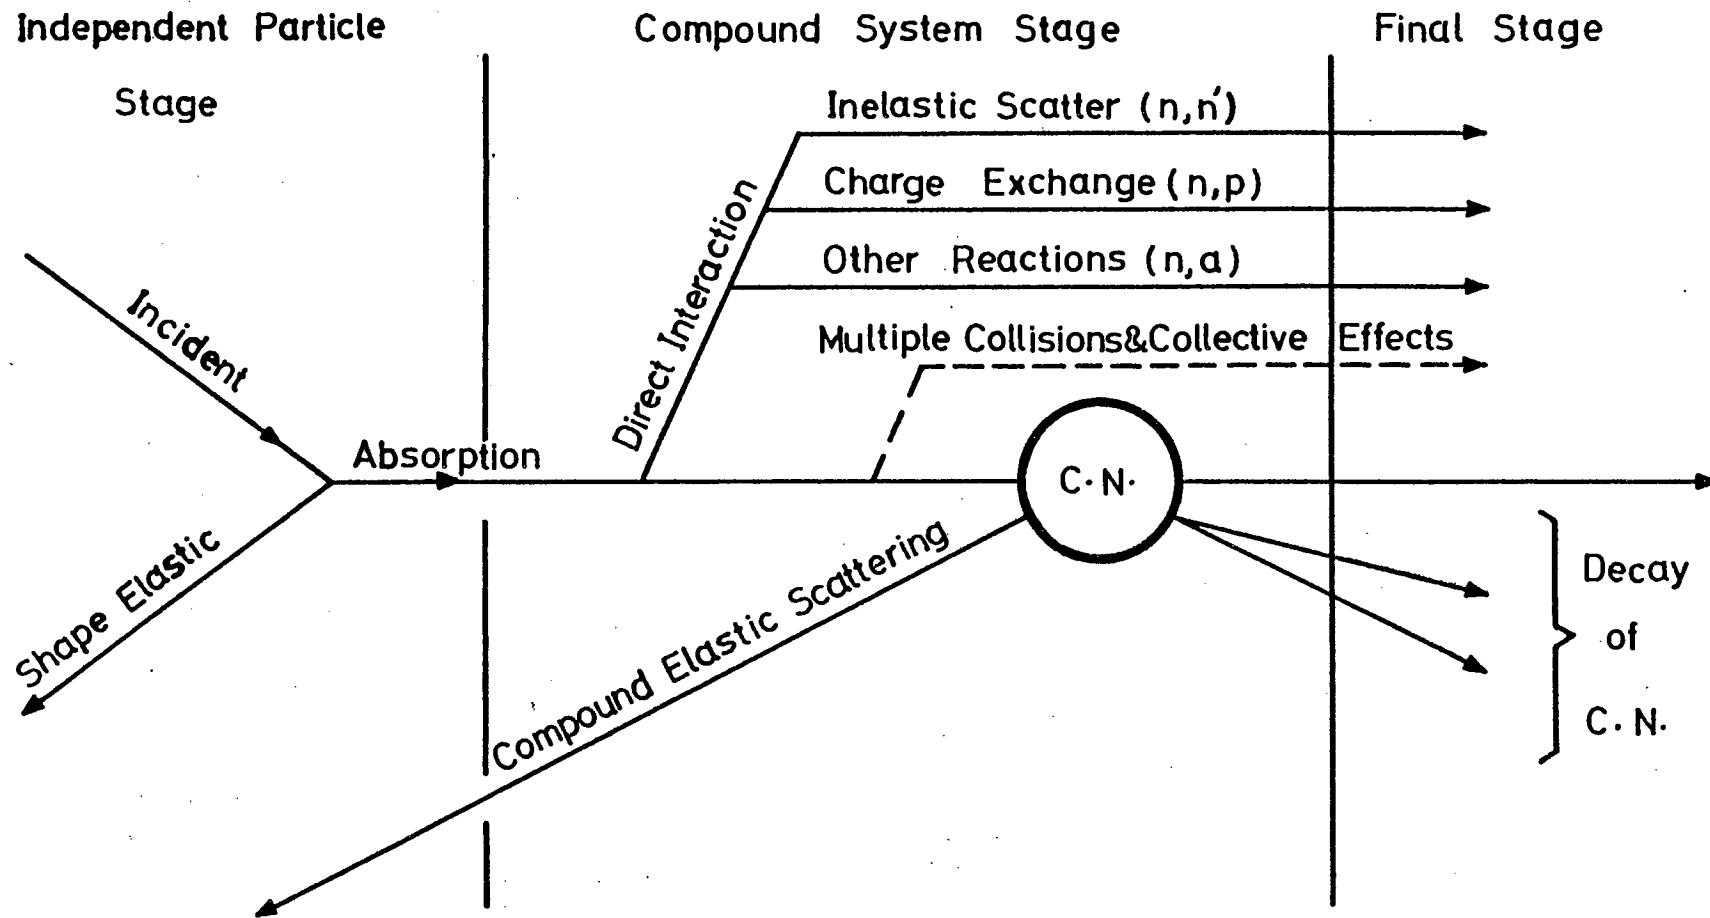 Independent Particle
Stage
Compound System Stage
Final Stage
Inelastic Scatter (n,n')
Charge Exchange (n,p)
Other Reactions (n,a)
Multiple Collisions&Collective Effects
Direct Interaction
Incident
Absorption
C.N.
Shape Elastic
Compound Elastic Scattering
Decay
of
C.N.